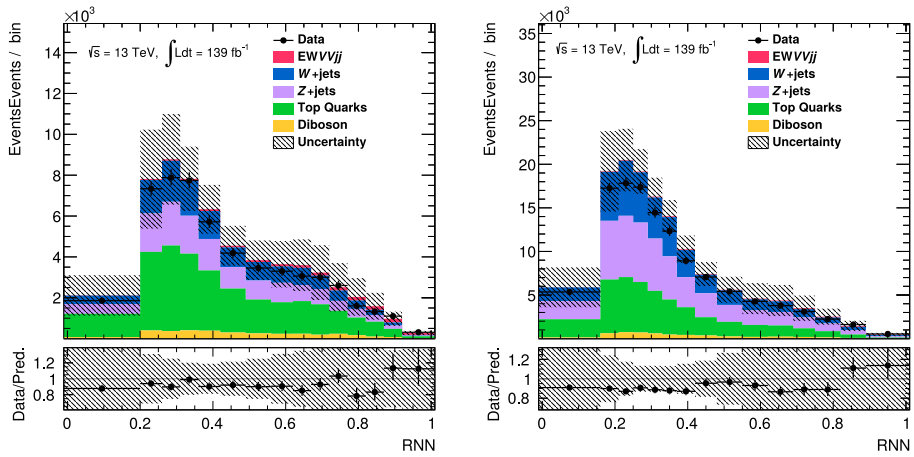 ×10³
EventsEvents / bin
14
12
10
8
6
4
2
√s = 13 TeV, ∫Ldt = 139 fb⁻¹
Data
EWVVjj
W+jets
Z+jets
Top Quarks
Diboson
Uncertainty
Data/Pred.
1.2
1
0.8
0 0.2 0.4 0.6 0.8 1
RNN
×10³
EventsEvents / bin
35
30
25
20
15
10
5
√s = 13 TeV, ∫Ldt = 139 fb⁻¹
Data
EWVVjj
W+jets
Z+jets
Top Quarks
Diboson
Uncertainty
Data/Pred.
1.2
1
0.8
0 0.2 0.4 0.6 0.8 1
RNN